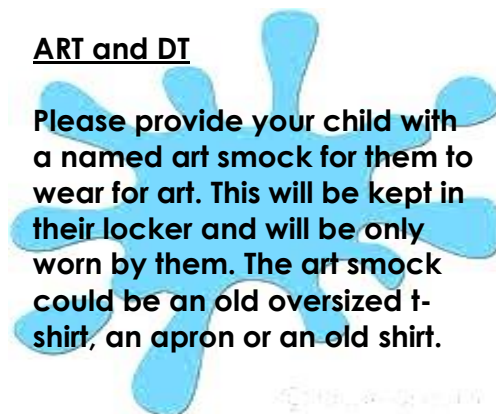 ART and DT
Please provide your child with
a named art smock for them to
wear for art. This will be kept in
their locker and will be only
worn by them. The art smock
could be an old oversized t-
shirt, an apron or an old shirt.